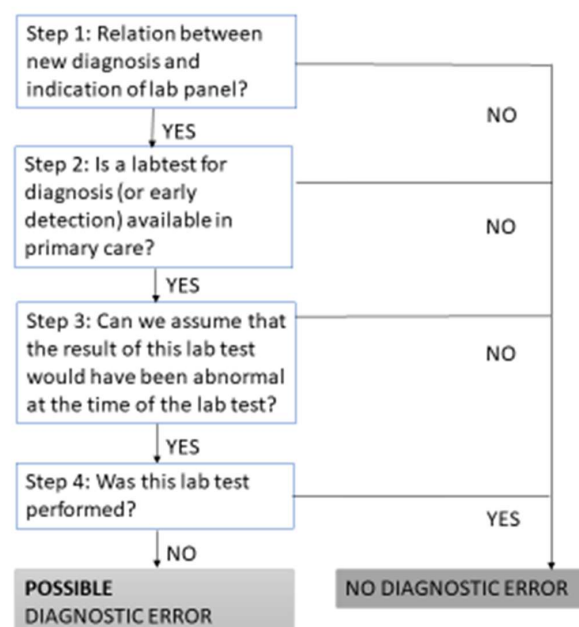 Step 1: Relation between
new diagnosis and
indication of lab panel?
NO
YES
Step 2: Is a labtest for
diagnosis (or early
detection) available in
primary care?
NO
YES
Step 3: Can we assume that
the result of this lab test
would have been abnormal
at the time of the lab test?
NO
YES
Step 4: Was this lab test
performed?
YES
NO
POSSIBLE
DIAGNOSTIC ERROR
NO DIAGNOSTIC ERROR